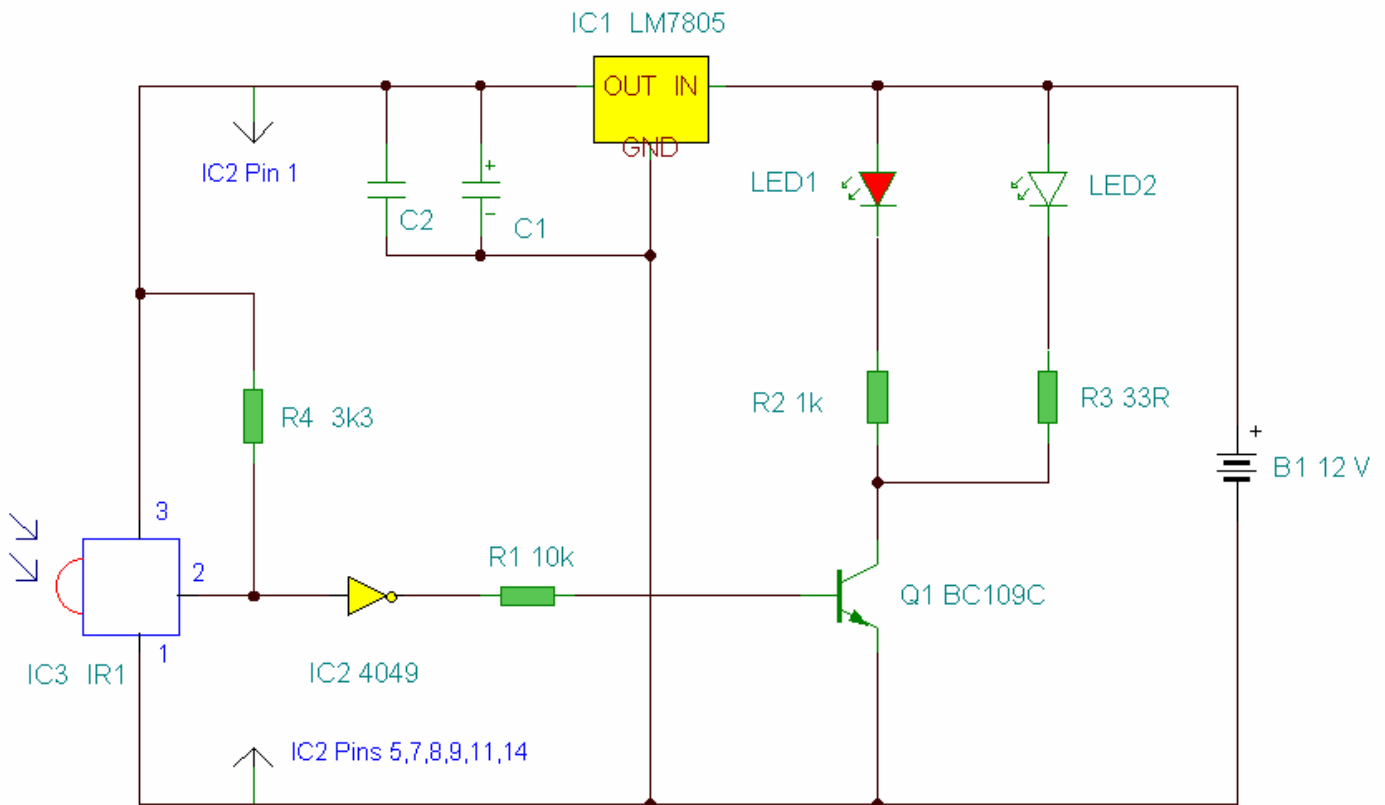 IC1 LM7805
OUT IN
GND
IC2 Pin 1
+
C2
-
C1
LED1
LED2
R4 3k3
R2 1k
R3 33R
+
B1 12 V
3
2
1
R1 10k
Q1 BC109C
IC3 IR1
IC2 4049
IC2 Pins 5,7,8,9,11,14